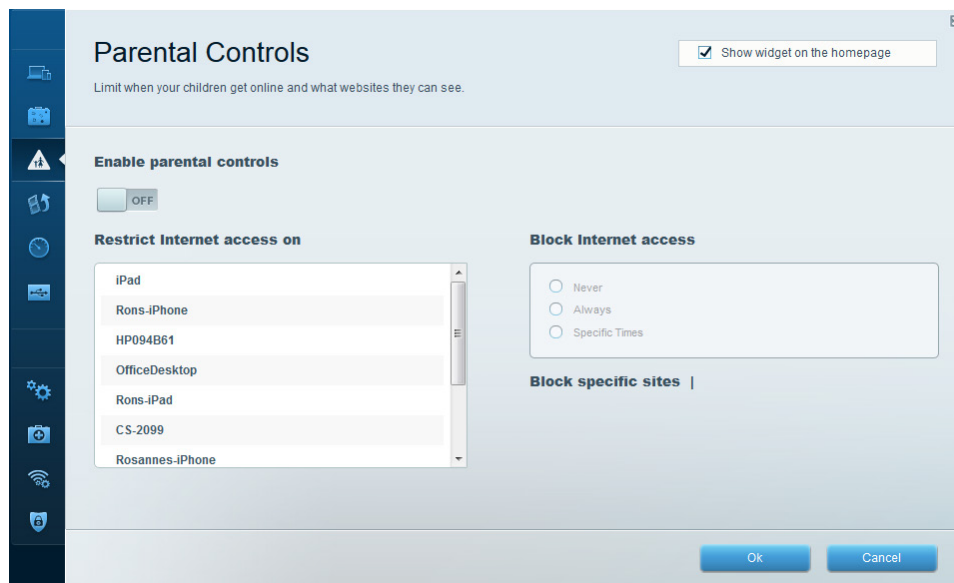 Parental Controls
Show widget on the homepage
Limit when your children get online and what websites they can see.
Enable parental controls
OFF
Restrict Internet access on
Block Internet access
iPad
Rons-iPhone
HP094B61
OfficeDesktop
Rons-iPad
CS-2099
Rosannes-iPhone
Never
Always
Specific Times
Block specific sites |
Ok
Cancel